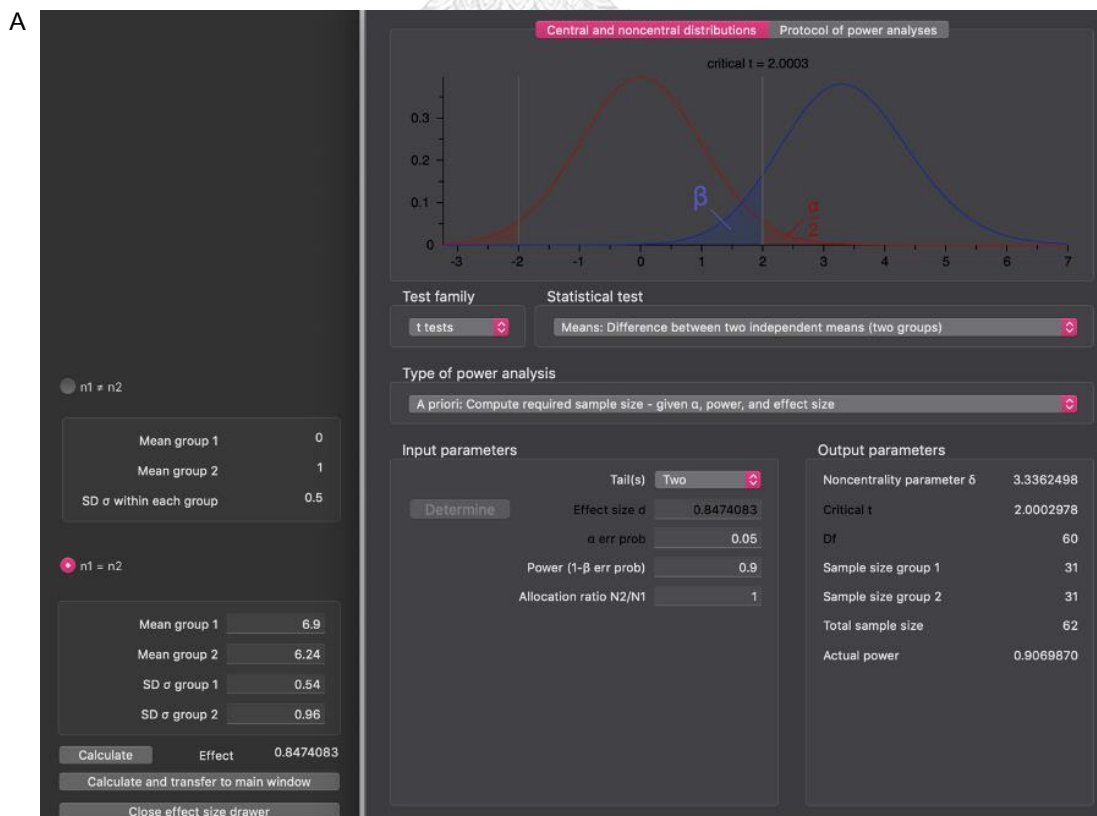 A
Central and noncentral distributions Protocol of power analyses
critical t = 2.0003
0.3
0.2
0.1
0
β
α
2
-3 -2 -1 0 1 2 3 4 5 6 7
Test family Statistical test
t tests Means: Difference between two independent means (two groups)
Type of power analysis
A priori: Compute required sample size - given α, power, and effect size
n1 ≠ n2
Mean group 1 0
Mean group 2 1
SD σ within each group 0.5
n1 = n2
Mean group 1 6.9
Mean group 2 6.24
SD σ group 1 0.54
SD σ group 2 0.96
Calculate Effect 0.8474083
Calculate and transfer to main window
Close effect size drawer
Input parameters
Tail(s) Two
Determine Effect size d 0.8474083
α err prob 0.05
Power (1-β err prob) 0.9
Allocation ratio N2/N1 1
Output parameters
Noncentrality parameter δ 3.3362498
Critical t 2.0002978
Df 60
Sample size group 1 31
Sample size group 2 31
Total sample size 62
Actual power 0.9069870